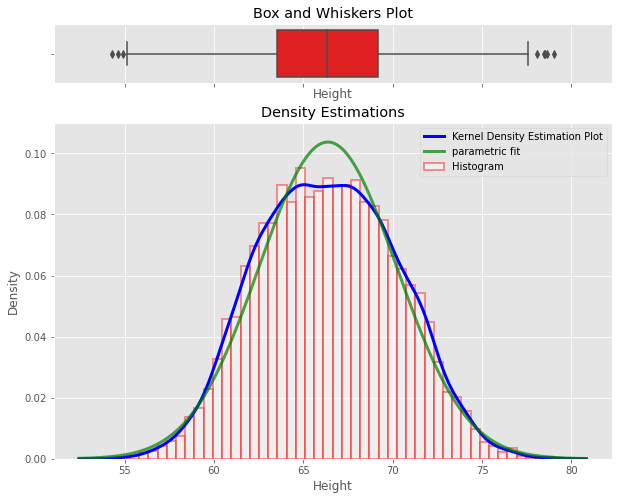 Box and Whiskers Plot
Height
Density Estimations
Kernel Density Estimation Plot
parametric fit
Histogram
0.10
0.08
0.06
0.04
0.02
0.00
Density
55
60
65
70
75
80
Height